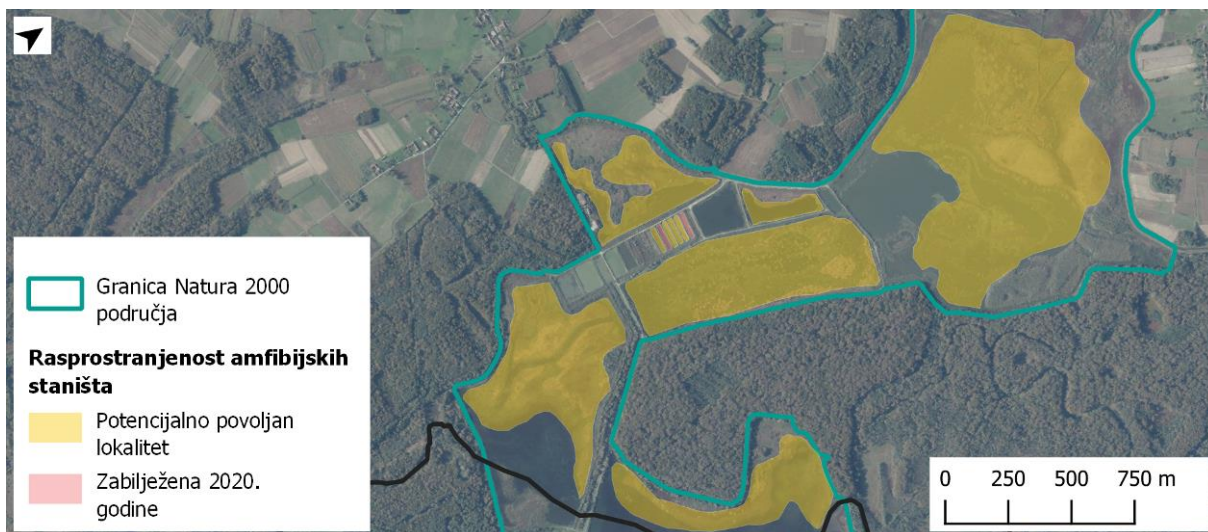 Granica Natura 2000
područja
Rasprostranjenost amfibijskih
staništa
Potencijalno povoljan
lokalitet
Zabilježena 2020.
godine
0 250 500 750 m